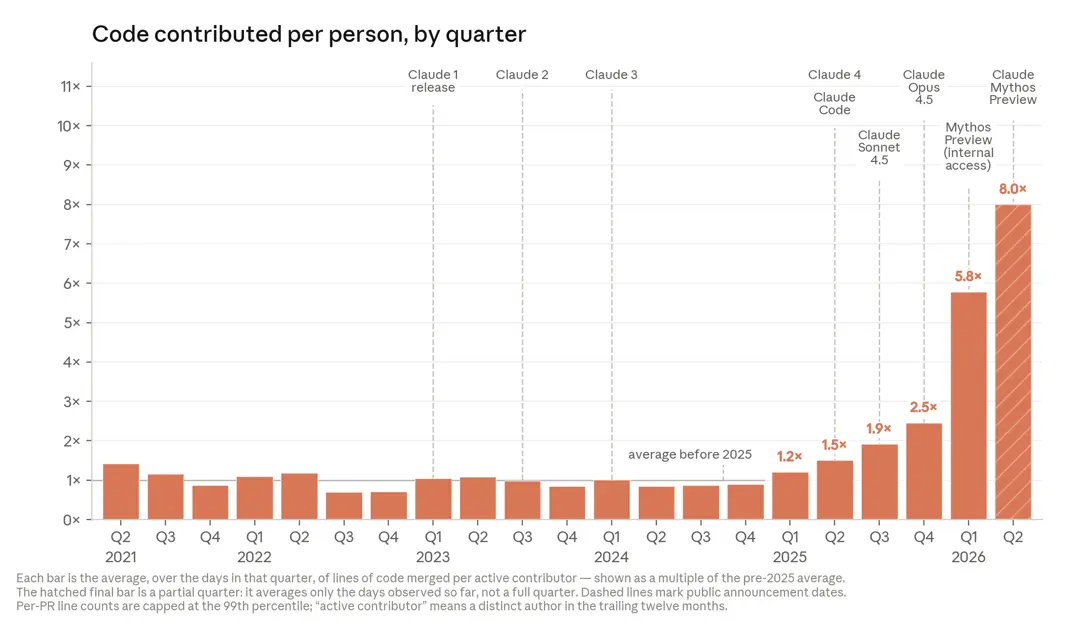 Code contributed per person, by quarter
Claude 1
release
Claude 2
Claude 3
Claude 4
Claude
Code
Claude
Sonnet
4.5
Claude
Opus
4.5
Mythos
Preview
(internal
access)
Claude
Mythos
Preview
11×
10×
9×
8×
7×
6×
5×
4×
3×
2×
1×
0×
average before 2025
1.2×
1.5×
1.9×
2.5×
5.8×
8.0×
Q2 Q3 Q4 Q1 Q2 Q3 Q4 Q1 Q2 Q3 Q4 Q1 Q2 Q3 Q4 Q1 Q2 Q3 Q4 Q1 Q2
2021 2022 2023 2024 2025 2026
Each bar is the average, over the days in that quarter, of lines of code merged per active contributor — shown as a multiple of the pre-2025 average.
The hatched final bar is a partial quarter: it averages only the days observed so far, not a full quarter. Dashed lines mark public announcement dates.
Per-PR line counts are capped at the 99th percentile; “active contributor” means a distinct author in the trailing twelve months.